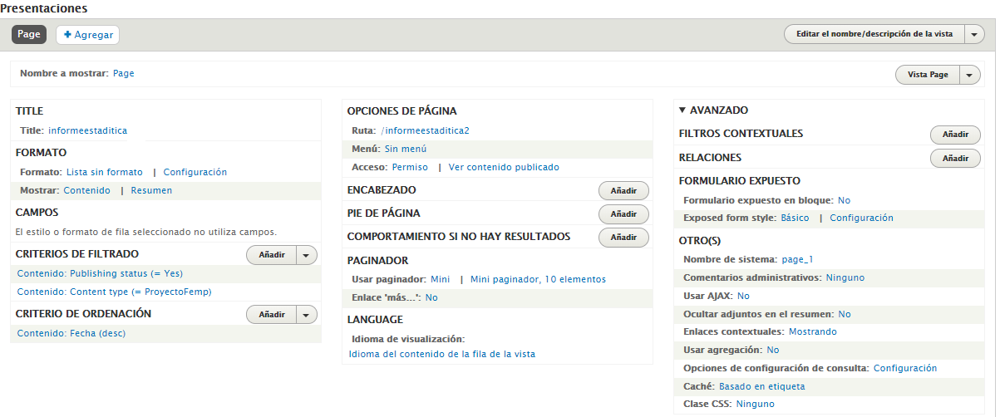 Presentaciones
Page
+ Agregar
Editar el nombre/descripción de la vista
Nombre a mostrar: Page
Vista Page
TITLE
Title: informeestaditica
FORMATO
Formato: Lista sin formato | Configuración
Mostrar: Contenido | Resumen
CAMPOS
El estilo o formato de fila seleccionado no utiliza campos.
CRITERIOS DE FILTRADO
Añadir
Contenido: Publishing status (= Yes)
Contenido: Content type (= ProyectoFemp)
CRITERIO DE ORDENACIÓN
Añadir
Contenido: Fecha (desc)
OPCIONES DE PÁGINA
Ruta: /informeestaditica2
Menú: Sin menú
Acceso: Permiso | Ver contenido publicado
ENCABEZADO
Añadir
PIE DE PÁGINA
Añadir
COMPORTAMIENTO SI NO HAY RESULTADOS
Añadir
PAGINADOR
Usar paginador: Mini | Mini paginador, 10 elementos
Enlace 'más...': No
LANGUAGE
Idioma de visualización:
Idioma del contenido de la fila de la vista
▼ AVANZADO
FILTROS CONTEXTUALES
Añadir
RELACIONES
Añadir
FORMULARIO EXPUESTO
Formulario expuesto en bloque: No
Exposed form style: Básico | Configuración
OTRO(S)
Nombre de sistema: page_1
Comentarios administrativos: Ninguno
Usar AJAX: No
Ocultar adjuntos en el resumen: No
Enlaces contextuales: Mostrando
Usar agregación: No
Opciones de configuración de consulta: Configuración
Caché: Basado en etiqueta
Clase CSS: Ninguno